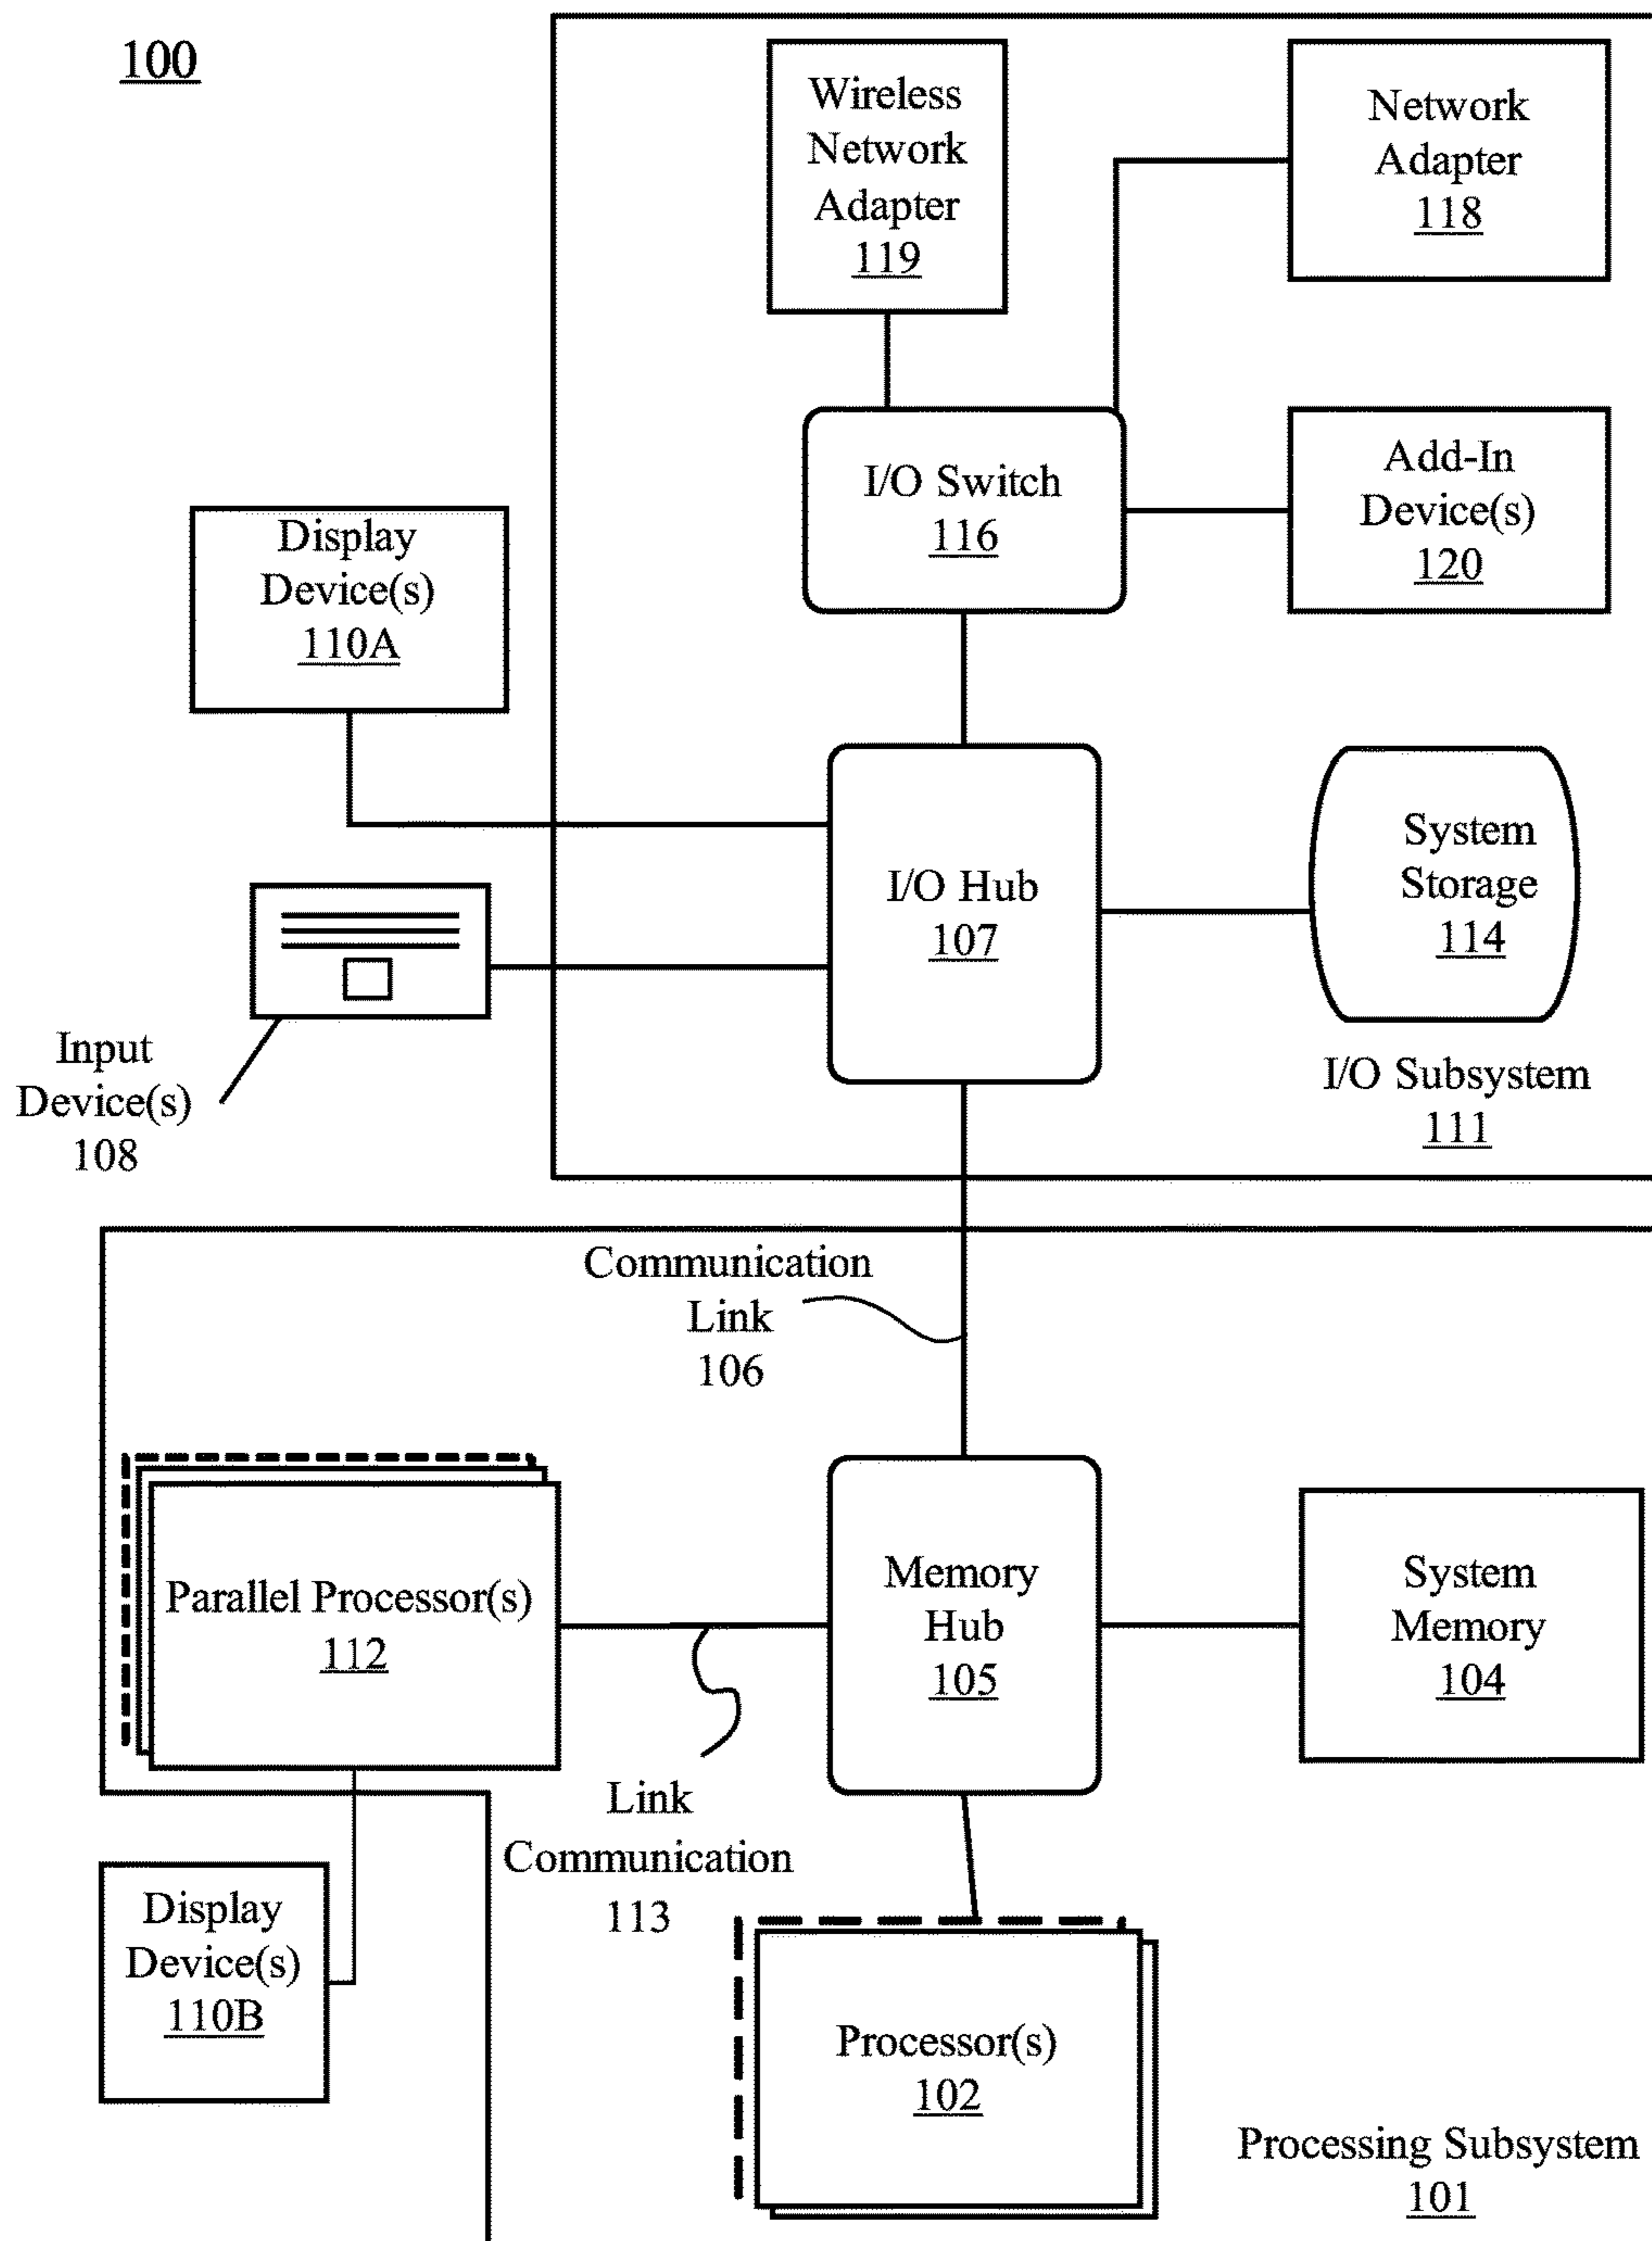 100
Wireless
Network
Adapter
119
Network
Adapter
118
I/O Switch
116
Add-In
Device(s)
120
Display
Device(s)
110A
I/O Hub
107
System
Storage
114
Input
Device(s)
108
I/O Subsystem
111
Communication
Link
106
Parallel Processor(s)
112
Memory
Hub
105
System
Memory
104
Link
Communication
113
Display
Device(s)
110B
Processor(s)
102
Processing Subsystem
101